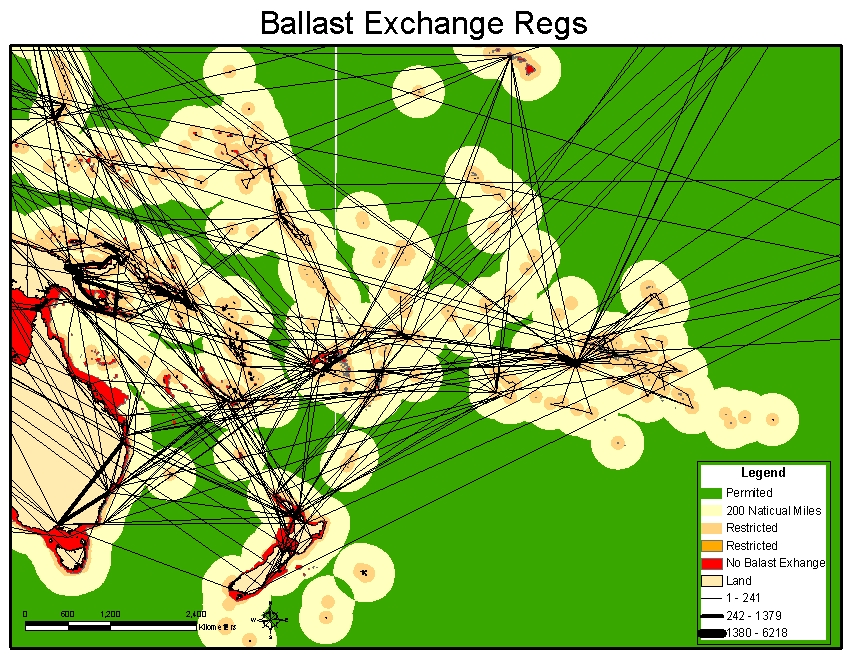 Ballast Exchange Regs
Legend
Permited
200 Naticual Miles
Restricted
Restricted
No Balast Exhange
Land
1 - 241
242 - 1379
1380 - 6218
0 600 1,200 2,400
Kilometers
W E
S